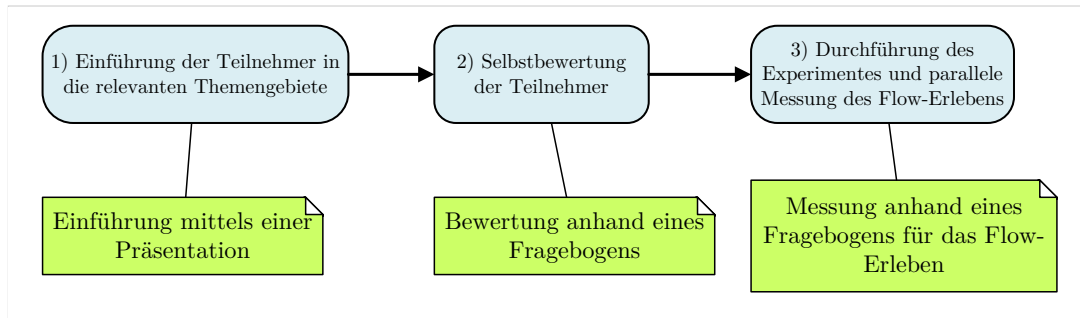 1) Einführung der Teilnehmer in
die relevanten Themengebiete
2) Selbstbewertung
der Teilnehmer
3) Durchführung des
Experimentes und parallele
Messung des Flow-Erlebens
Einführung mittels einer
Präsentation
Bewertung anhand eines
Fragebogens
Messung anhand eines
Fragebogens für das Flow-
Erleben